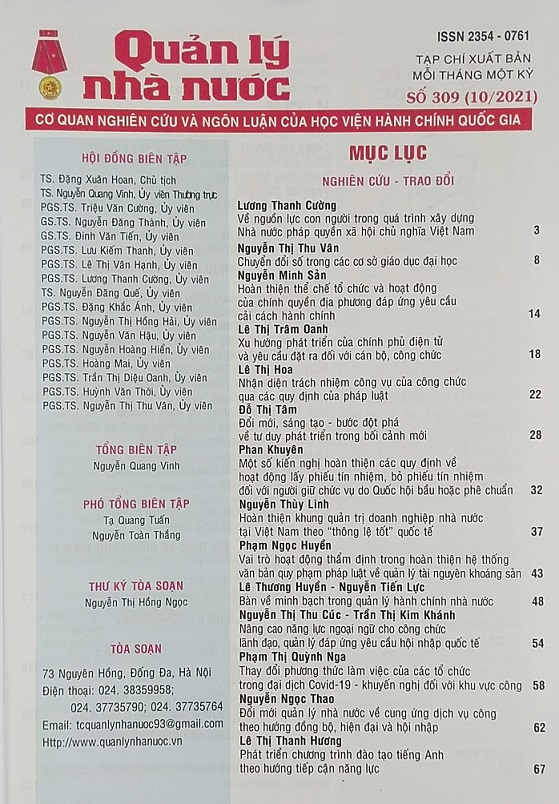 Quản lý
nhà nước
ISSN 2354 - 0761
TẠP CHÍ XUẤT BẢN
MỖI THÁNG MỘT KỲ
SỐ 309 (10/2021)
CƠ QUAN NGHIÊN CỨU VÀ NGÔN LUẬN CỦA HỌC VIỆN HÀNH CHÍNH QUỐC GIA
HỘI ĐỒNG BIÊN TẬP
TS. Đặng Xuân Hoan, Chủ tịch
TS. Nguyễn Quang Vinh, Ủy viên Thường trực
PGS.TS. Triệu Văn Cường, Ủy viên
GS.TS. Nguyễn Đăng Thành, Ủy viên
GS.TS. Đinh Văn Tiến, Ủy viên
PGS.TS. Lưu Kiếm Thanh, Ủy viên
PGS.TS. Lê Thị Vân Hạnh, Ủy viên
PGS.TS. Lương Thanh Cường, Ủy viên
TS. Nguyễn Đăng Quế, Ủy viên
PGS.TS. Đặng Khắc Ánh, Ủy viên
PGS.TS. Nguyễn Thị Hồng Hải, Ủy viên
PGS.TS. Nguyễn Văn Hậu, Ủy viên
PGS.TS. Nguyễn Hoàng Hiển, Ủy viên
PGS.TS. Hoàng Mai, Ủy viên
PGS.TS. Trần Thị Diệu Oanh, Ủy viên
PGS.TS. Huỳnh Văn Thới, Ủy viên
PGS.TS. Nguyễn Thị Thu Vân, Ủy viên
TỔNG BIÊN TẬP
Nguyễn Quang Vinh
PHÓ TỔNG BIÊN TẬP
Tạ Quang Tuấn
Nguyễn Toàn Thắng
THƯ KÝ TÒA SOẠN
Nguyễn Thị Hồng Ngọc
TÒA SOẠN
73 Nguyên Hồng, Đống Đa, Hà Nội
Điện thoại: 024. 38359958;
024. 37735790; 024. 37735764
Email: tcquanlynhanuoc93@gmail.com
Http://www.quanlynhanuoc.vn
MỤC LỤC
NGHIÊN CỨU - TRAO ĐỔI
Lương Thanh Cường
Về nguồn lực con người trong quá trình xây dựng
Nhà nước pháp quyền xã hội chủ nghĩa Việt Nam 3
Nguyễn Thị Thu Vân
Chuyển đổi số trong các cơ sở giáo dục đại học 8
Nguyễn Minh Sản
Hoàn thiện thể chế tổ chức và hoạt động
của chính quyền địa phương đáp ứng yêu cầu
cải cách hành chính 14
Lê Thị Trâm Oanh
Xu hướng phát triển của chính phủ điện tử
và yêu cầu đặt ra đối với cán bộ, công chức 18
Lê Thị Hoa
Nhận diện trách nhiệm công vụ của công chức
qua các quy định của pháp luật 22
Đỗ Thị Tâm
Đổi mới, sáng tạo - bước đột phá
về tư duy phát triển trong bối cảnh mới 28
Phan Khuyên
Một số kiến nghị hoàn thiện các quy định về
hoạt động lấy phiếu tín nhiệm, bỏ phiếu tín nhiệm
đối với người giữ chức vụ do Quốc hội bầu hoặc phê chuẩn 32
Nguyễn Thùy Linh
Hoàn thiện khung quản trị doanh nghiệp nhà nước
tại Việt Nam theo “thông lệ tốt” quốc tế 37
Phạm Ngọc Huyền
Vai trò hoạt động thẩm định trong hoàn thiện hệ thống
văn bản quy phạm pháp luật về quản lý tài nguyên khoáng sản 43
Lê Thương Huyền - Nguyễn Tiến Lực
Bàn về minh bạch trong quản lý hành chính nhà nước 48
Nguyễn Thị Thu Cúc - Trần Thị Kim Khánh
Nâng cao năng lực ngoại ngữ cho công chức
lãnh đạo, quản lý đáp ứng yêu cầu hội nhập quốc tế 54
Phạm Thị Quỳnh Nga
Thay đổi phương thức làm việc của các tổ chức
trong đại dịch Covid-19 - khuyến nghị đối với khu vực công 58
Nguyễn Ngọc Thao
Đổi mới quản lý nhà nước về cung ứng dịch vụ công
theo hướng đồng bộ, hiện đại và hội nhập 62
Lê Thị Thanh Hương
Phát triển chương trình đào tạo tiếng Anh
theo hướng tiếp cận năng lực 67